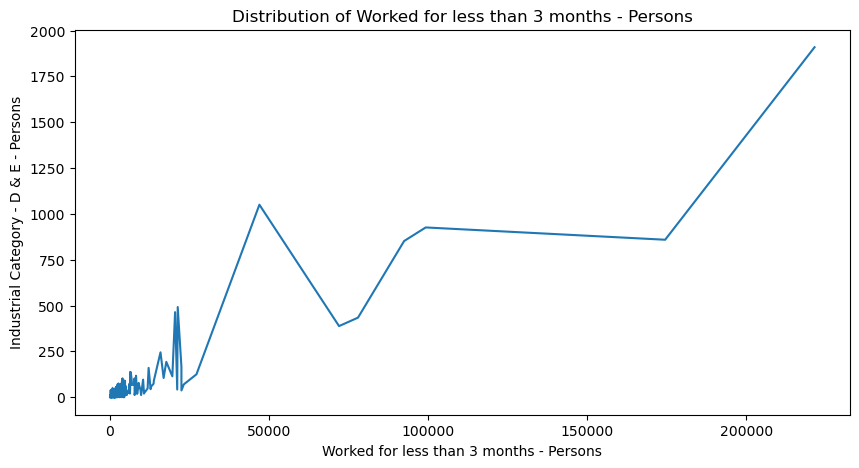 Distribution of Worked for less than 3 months - Persons
Industrial Category - D & E - Persons
2000
1750
1500
1250
1000
750
500
250
0
0 50000 100000 150000 200000
Worked for less than 3 months - Persons